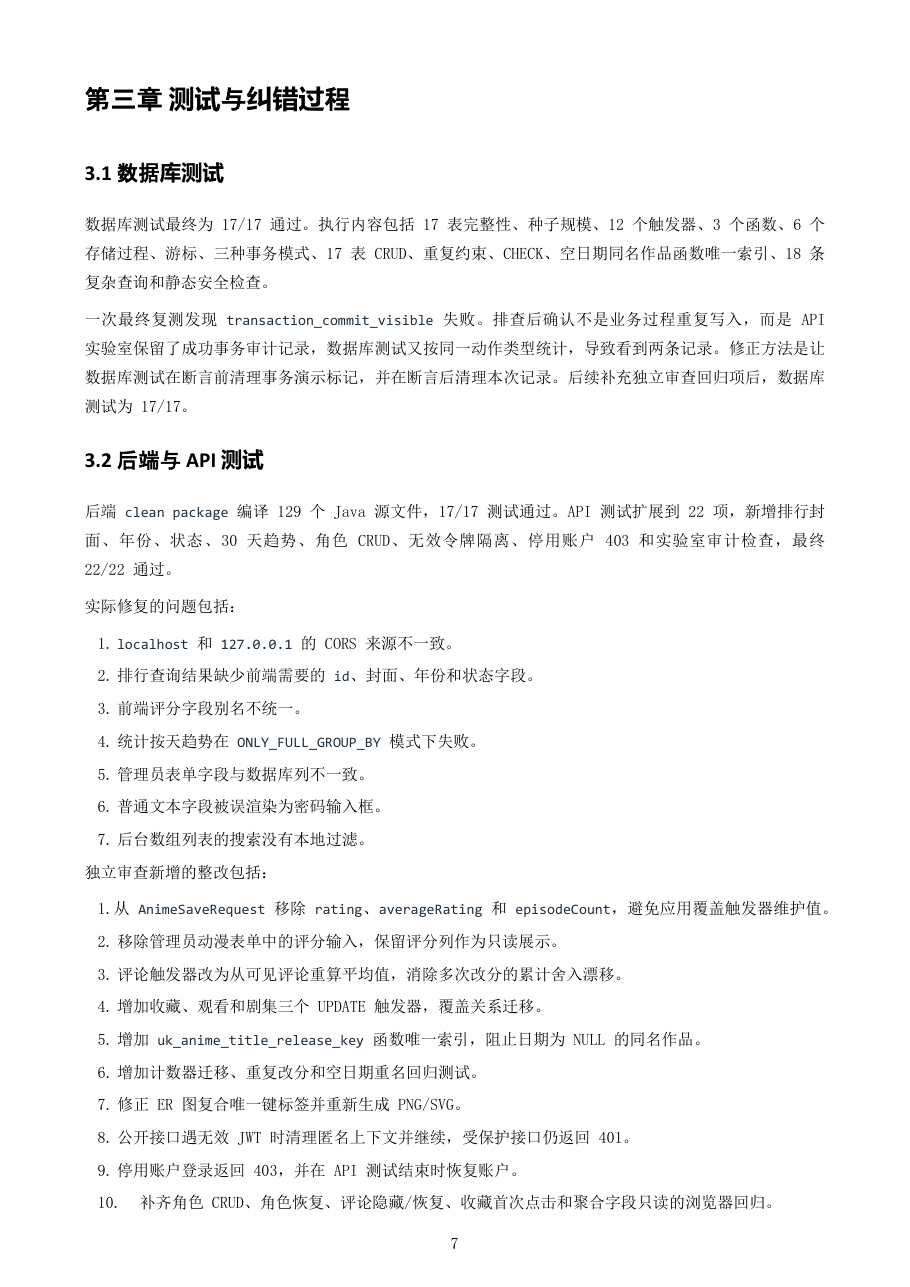 第三章 测试与纠错过程
3.1 数据库测试
数据库测试最终为 17/17 通过。执行内容包括 17 表完整性、种子规模、12 个触发器、3 个函数、6 个
存储过程、游标、三种事务模式、17 表 CRUD、重复约束、CHECK、空日期同名作品函数唯一索引、18 条
复杂查询和静态安全检查。
一次最终复测发现 transaction_commit_visible 失败。排查后确认不是业务过程重复写入，而是 API
实验室保留了成功事务审计记录，数据库测试又按同一动作类型统计，导致看到两条记录。修正方法是让
数据库测试在断言前清理事务演示标记，并在断言后清理本次记录。后续补充独立审查回归项后，数据库
测试为 17/17。
3.2 后端与 API 测试
后端 clean package 编译 129 个 Java 源文件，17/17 测试通过。API 测试扩展到 22 项，新增排行封
面、年份、状态、30 天趋势、角色 CRUD、无效令牌隔离、停用账户 403 和实验室审计检查，最终
22/22 通过。
实际修复的问题包括：
1. localhost 和 127.0.0.1 的 CORS 来源不一致。
2. 排行查询结果缺少前端需要的 id、封面、年份和状态字段。
3. 前端评分字段别名不统一。
4. 统计按天趋势在 ONLY_FULL_GROUP_BY 模式下失败。
5. 管理员表单字段与数据库列不一致。
6. 普通文本字段被误渲染为密码输入框。
7. 后台数组列表的搜索没有本地过滤。
独立审查新增的整改包括：
1. 从 AnimeSaveRequest 移除 rating、averageRating 和 episodeCount，避免应用覆盖触发器维护值。
2. 移除管理员动漫表单中的评分输入，保留评分列作为只读展示。
3. 评论触发器改为从可见评论重算平均值，消除多次改分的累计舍入漂移。
4. 增加收藏、观看和剧集三个 UPDATE 触发器，覆盖关系迁移。
5. 增加 uk_anime_title_release_key 函数唯一索引，阻止日期为 NULL 的同名作品。
6. 增加计数器迁移、重复改分和空日期重名回归测试。
7. 修正 ER 图复合唯一键标签并重新生成 PNG/SVG。
8. 公开接口遇无效 JWT 时清理匿名上下文并继续，受保护接口仍返回 401。
9. 停用账户登录返回 403，并在 API 测试结束时恢复账户。
10. 补齐角色 CRUD、角色恢复、评论隐藏/恢复、收藏首次点击和聚合字段只读的浏览器回归。
7